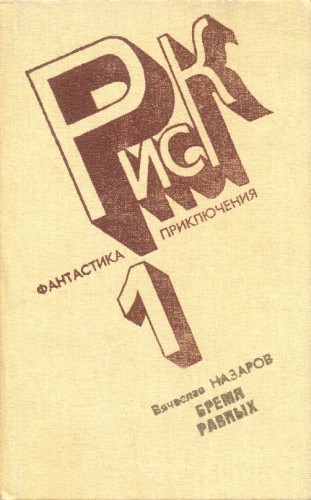 РИСК
ФАНТАСТИКА
ПРИКЛЮЧЕНИЯ
1
Вячеслав НАЗАРОВ
БРЕМЯ
РАВНЫХ